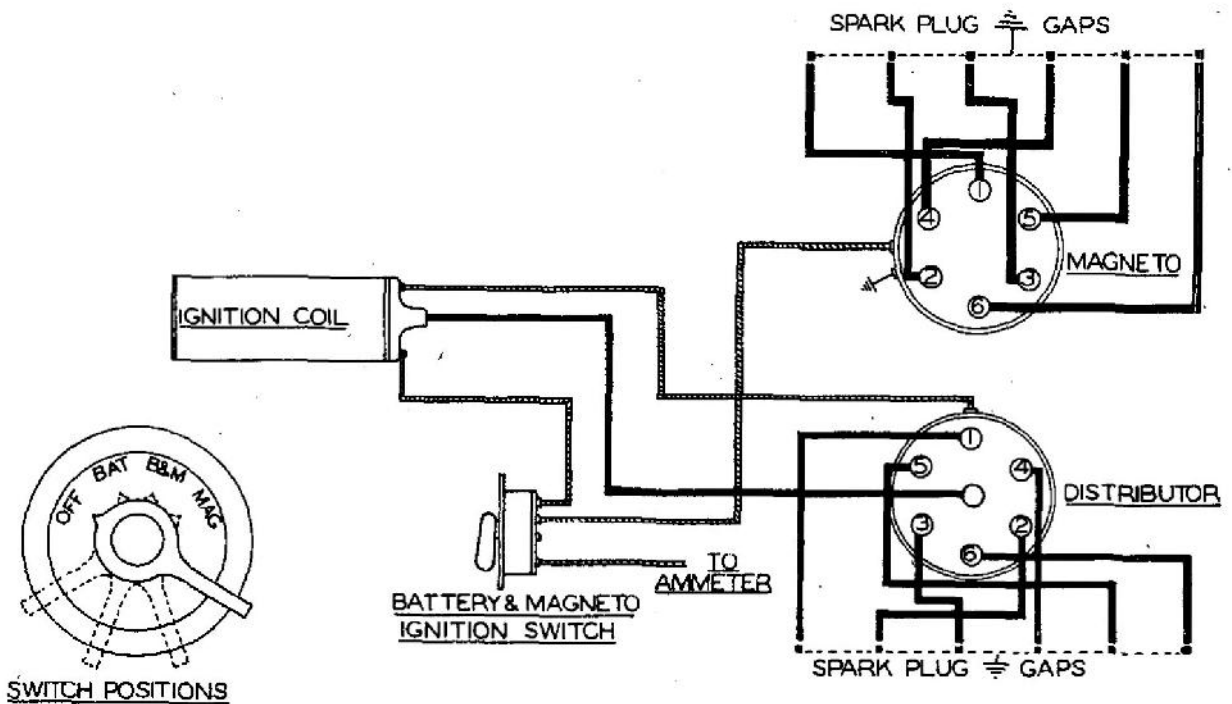 SPARK PLUG GAPS
1
4
5
2
3
6
MAGNETO
IGNITION COIL
OFF BAT B&M MAG
1
5
4
DISTRIBUTOR
3
2
6
TO
AMMETER
BATTERY & MAGNETO
IGNITION SWITCH
SPARK PLUG GAPS
SWITCH POSITIONS